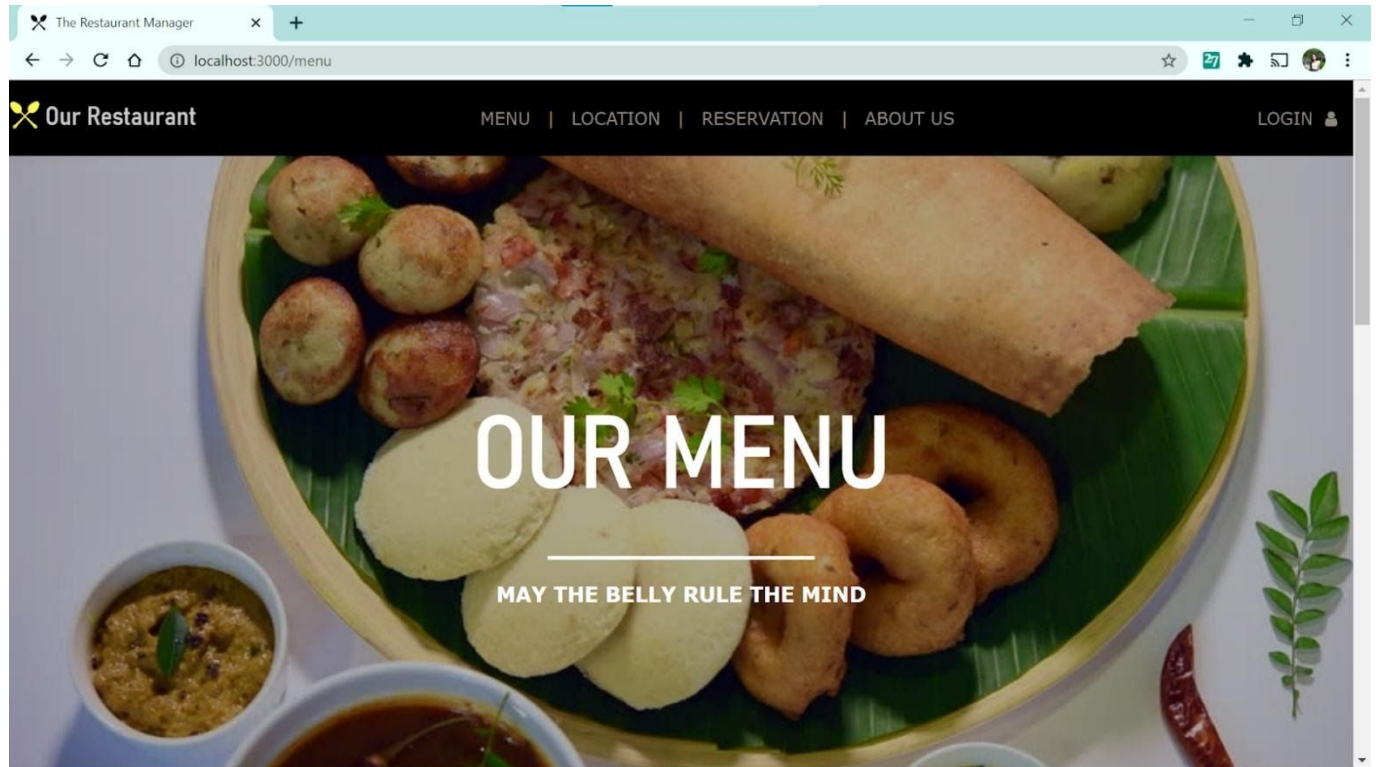 The Restaurant Manager
localhost:3000/menu
27
Our Restaurant
MENU | LOCATION | RESERVATION | ABOUT US
LOGIN
OUR MENU
MAY THE BELLY RULE THE MIND